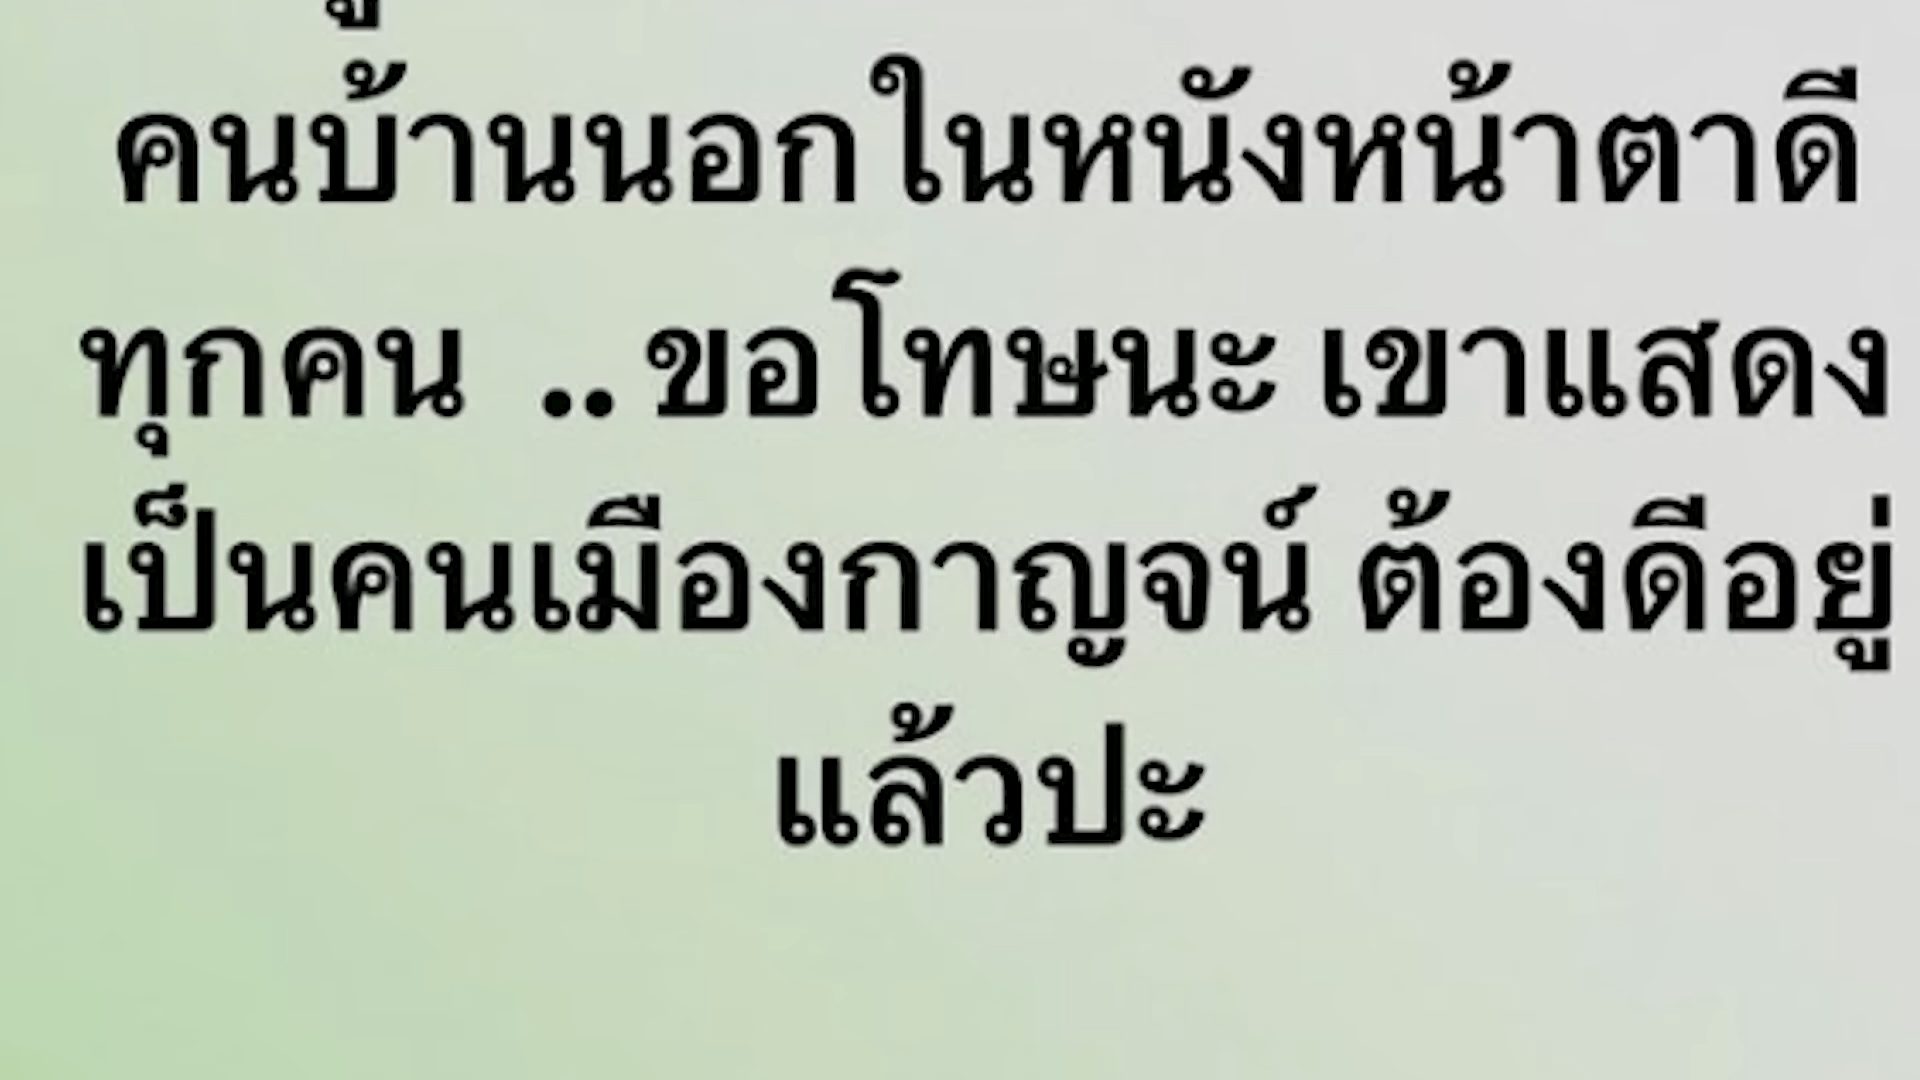 คนบ้านนอกในหนังหน้าตาดี
ทุกคน .. ขอโทษนะ เขาแสดง
เป็นคนเมืองกาญจน์ ต้องดีอยู่
แล้วปะ